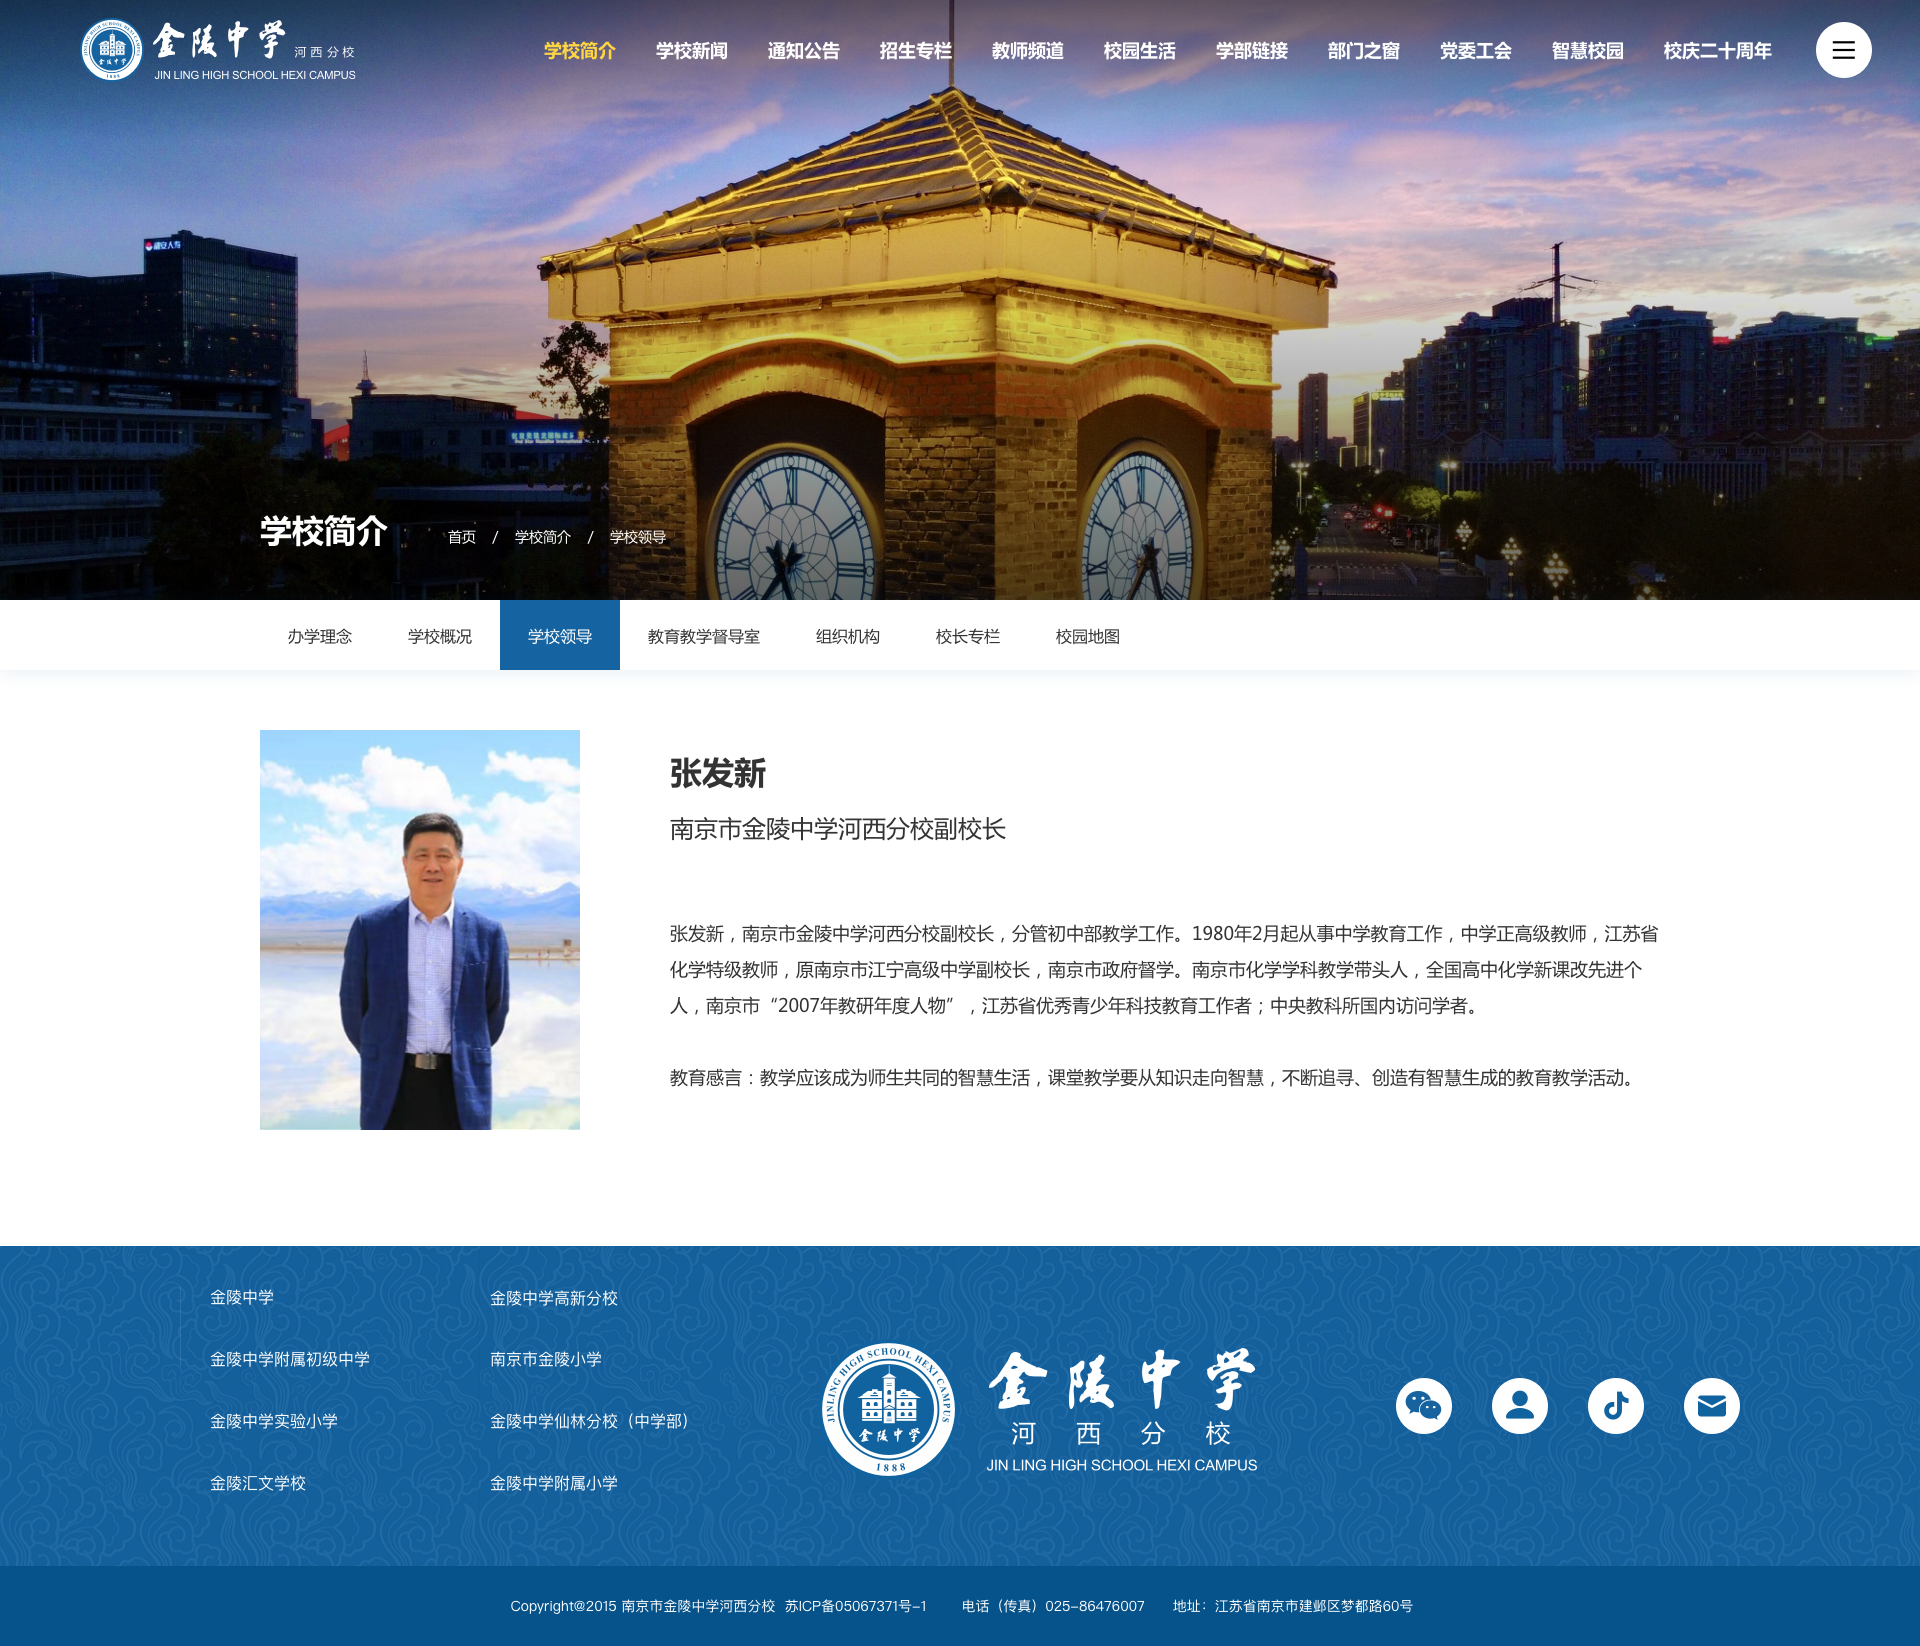 金陵中学 河西分校
JIN LING HIGH SCHOOL HEXI CAMPUS
学校简介 学校新闻 通知公告 招生专栏 教师频道 校园生活 学部链接 部门之窗 党委工会 智慧校园 校庆二十周年
学校简介 首页 / 学校简介 / 学校领导
办学理念 学校概况 学校领导 教育教学督导室 组织机构 校长专栏 校园地图
张发新
南京市金陵中学河西分校副校长
张发新，南京市金陵中学河西分校副校长，分管初中部教学工作。1980年2月起从事中学教育工作，中学正高级教师，江苏省
化学特级教师，原南京市江宁高级中学副校长，南京市政府督学。南京市化学学科教学带头人，全国高中化学新课改先进个
人，南京市“2007年教研年度人物”，江苏省优秀青少年科技教育工作者；中央教科所国内访问学者。
教育感言：教学应该成为师生共同的智慧生活，课堂教学要从知识走向智慧，不断追寻、创造有智慧生成的教育教学活动。
金陵中学 金陵中学高新分校
金陵中学附属初级中学 南京市金陵小学
金陵中学实验小学 金陵中学仙林分校（中学部）
金陵汇文学校 金陵中学附属小学
JINLING HIGH SCHOOL HEXI CAMPUS
金陵中学
1888
金陵中学
河西分校
JIN LING HIGH SCHOOL HEXI CAMPUS
Copyright@2015 南京市金陵中学河西分校 苏ICP备05067371号-1 电话（传真）025-86476007 地址：江苏省南京市建邺区梦都路60号